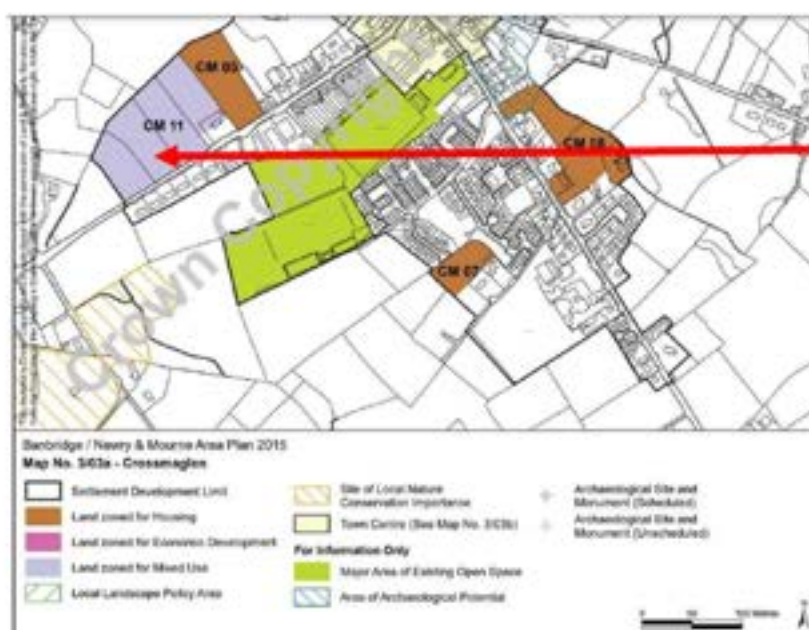 CM 05
CM 11
CM 07
Crown Copyright
Banbridge / Newry & Mourne Area Plan 2015
Map No. 3/03a - Crossmaglen
Settlement Development Limit
Land zoned for Housing
Land zoned for Economic Development
Land zoned for Mixed Use
Local Landscape Policy Area
Site of Local Nature
Conservation Importance
Town Centre (See Map No. 3/03b)
For Information Only
Major Area of Existing Open Space
Area of Archaeological Potential
Archaeological Site and
Monument (Scheduled)
Archaeological Site and
Monument (Unscheduled)